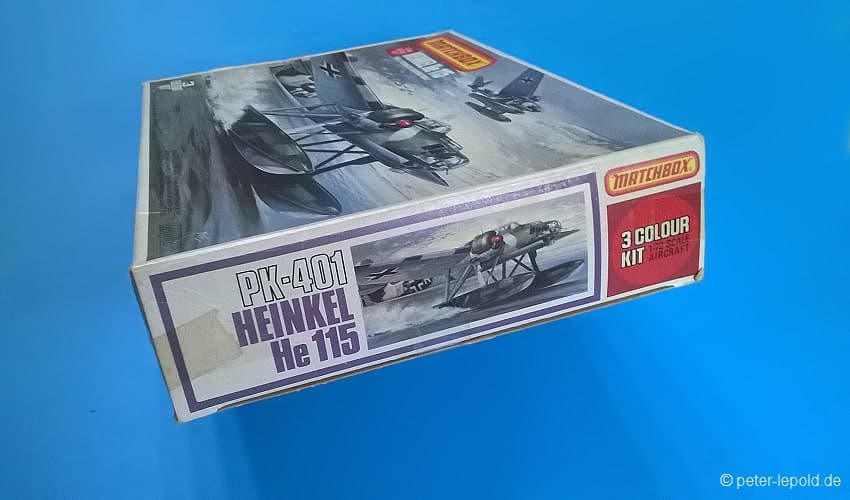 MATCHBOX
MATCHBOX
3 COLOUR
KIT
1-72 SCALE
AIRCRAFT
PK-401
HEINKEL
He 115
© peter-lepold.de